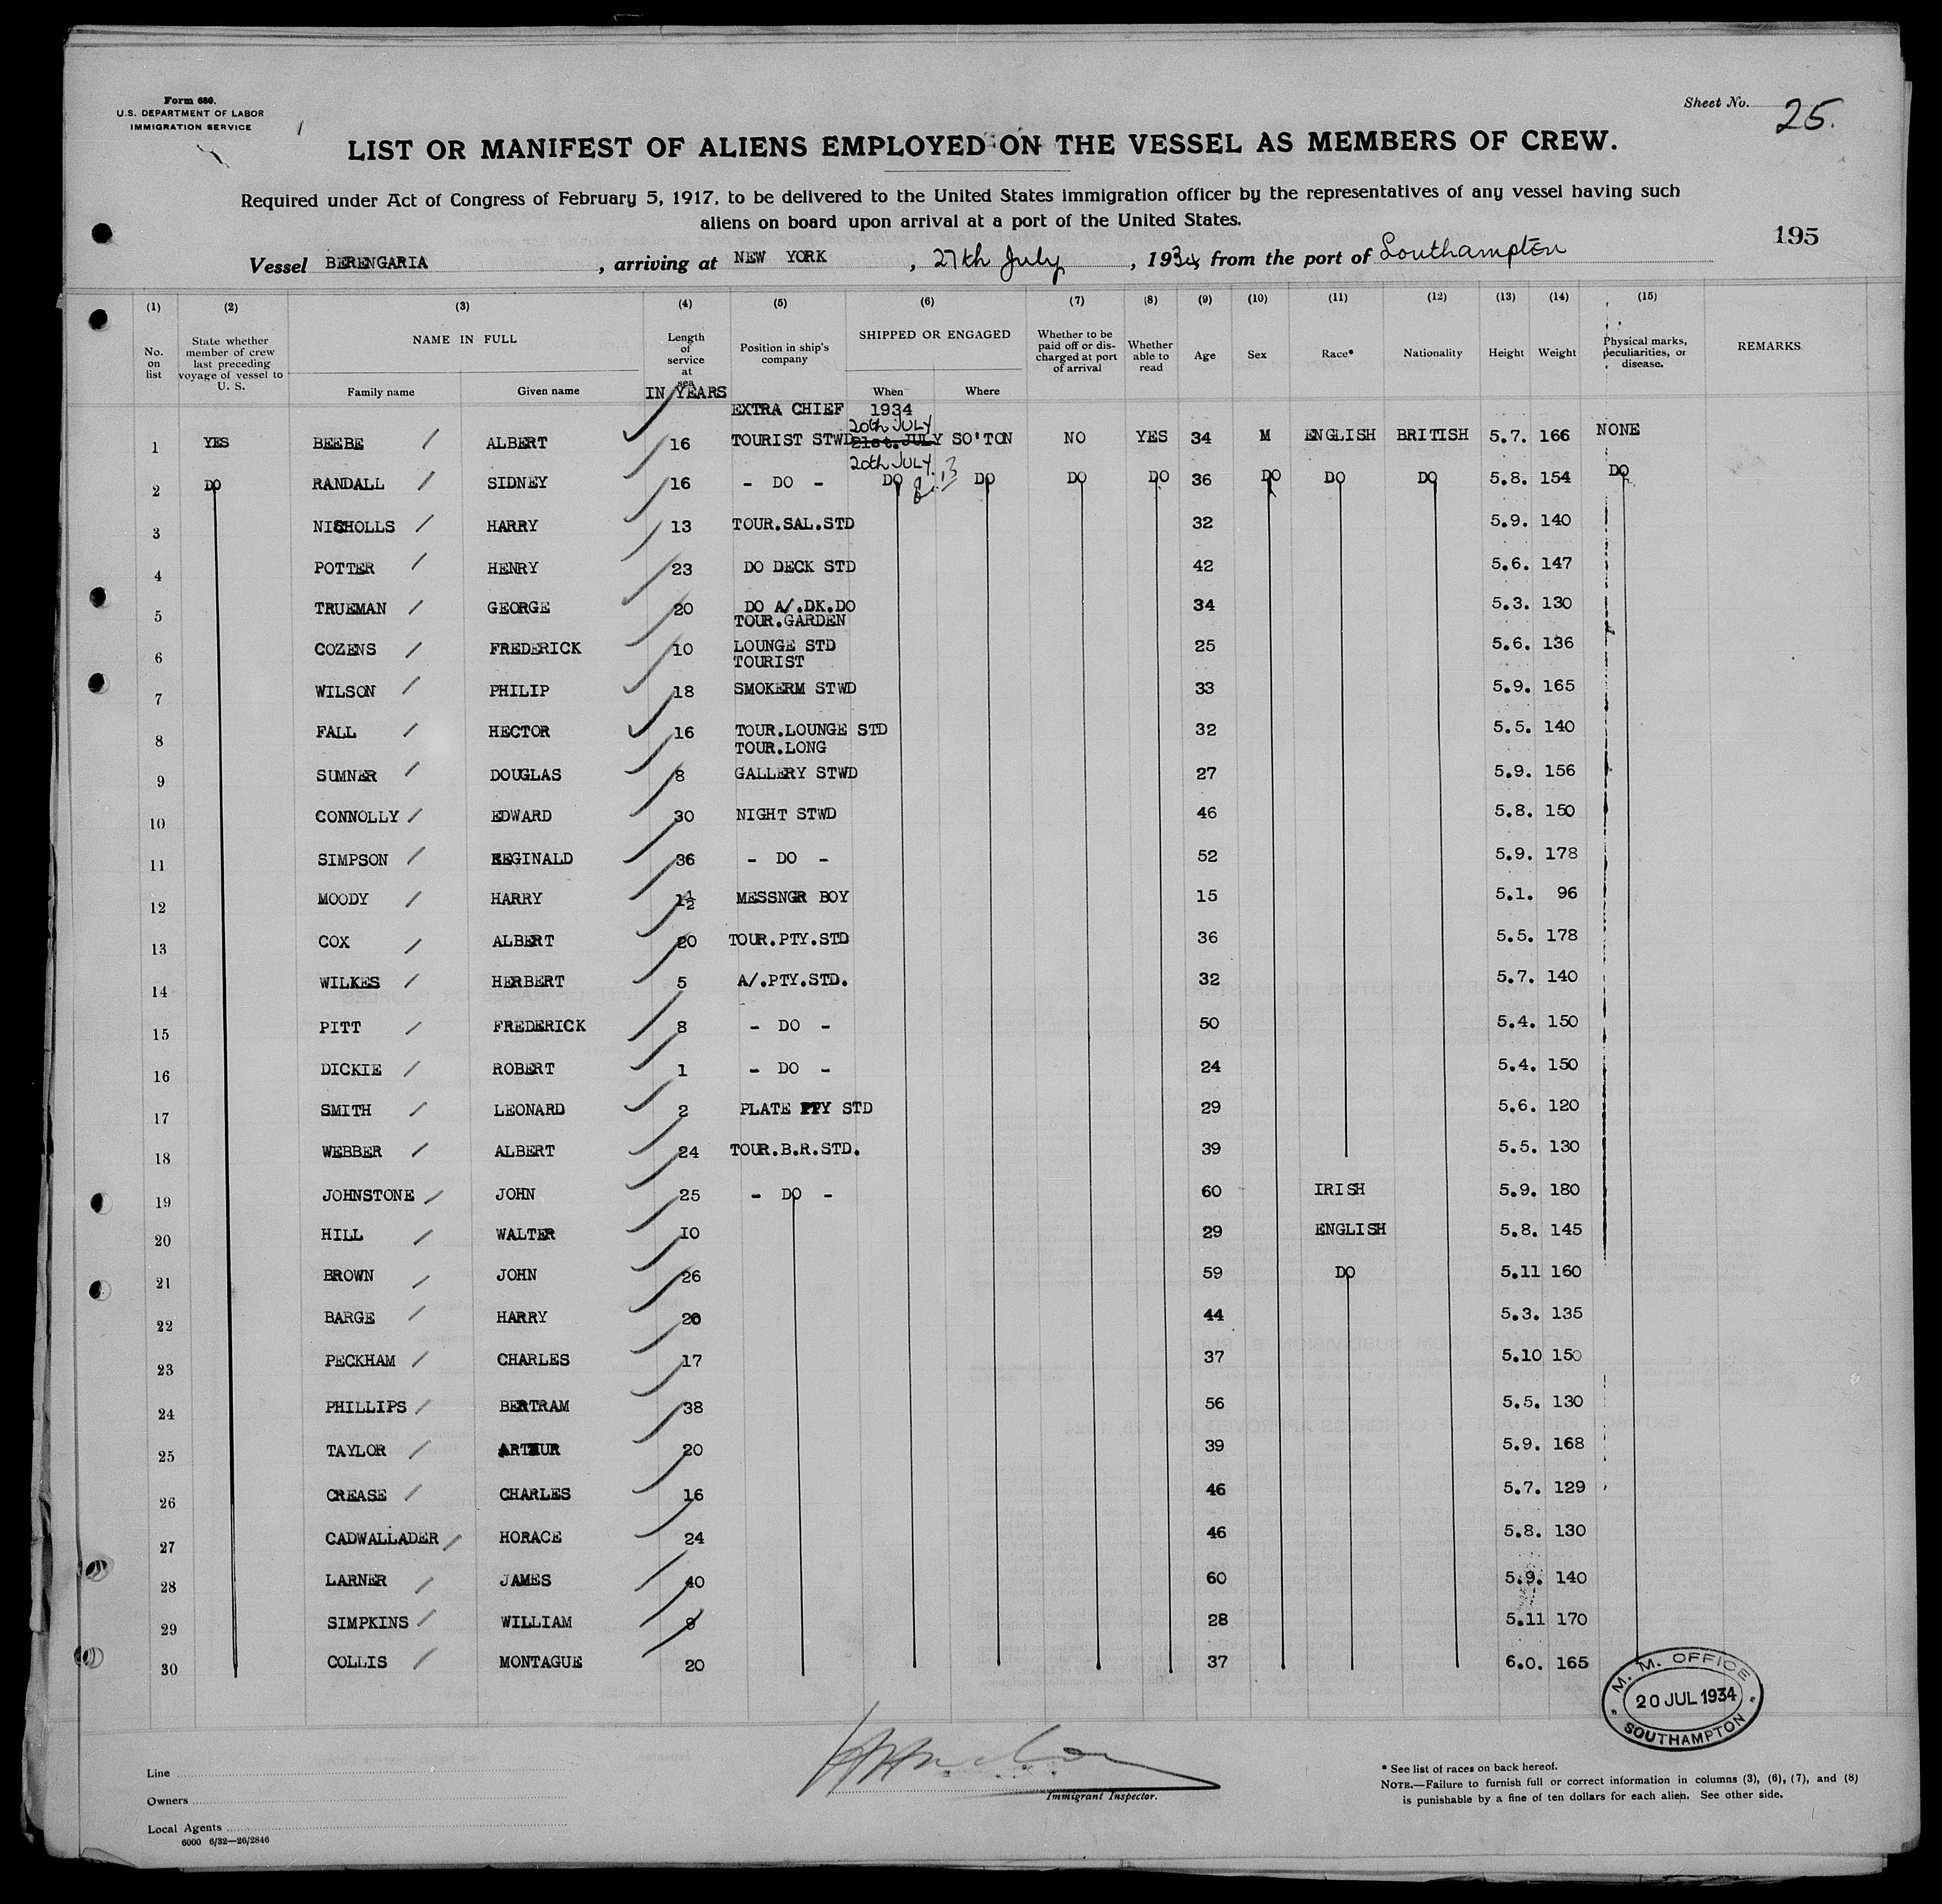 Form 680.
U.S. DEPARTMENT OF LABOR
IMMIGRATION SERVICE
Sheet No. 25.
LIST OR MANIFEST OF ALIENS EMPLOYED ON THE VESSEL AS MEMBERS OF CREW.
Required under Act of Congress of February 5, 1917, to be delivered to the United States immigration officer by the representatives of any vessel having such
aliens on board upon arrival at a port of the United States.
195
Vessel BERENGARIA, arriving at NEW YORK, 27th July, 1934, from the port of Southampton
(1) (2) (3) (4) (5) (6) (7) (8) (9) (10) (11) (12) (13) (14) (15)
No. on list State whether member of crew last preceding voyage of vessel to U. S. NAME IN FULL Length of service at sea Position in ship's company SHIPPED OR ENGAGED Whether to be paid off or discharged at port of arrival Whether able to read Age Sex Race* Nationality Height Weight Physical marks, peculiarities, or disease. REMARKS.
Family name Given name IN YEARS When Where
EXTRA CHIEF 1934
20th JULY
1 YES BEEBE ALBERT 16 TOURIST STWD 21st.JULY SO'TON NO YES 34 M ENGLISH BRITISH 5.7. 166 NONE
20th JULY.
2 DO RANDALL SIDNEY 16 - DO - DO DO DO DO 36 DO DO DO 5.8. 154 DO
3 NICHOLLS HARRY 13 TOUR.SAL.STD 32 5.9. 140
4 POTTER HENRY 23 DO DECK STD 42 5.6. 147
5 TRUEMAN GEORGE 20 DO A/.DK.DO 34 5.3. 130
TOUR.GARDEN
6 COZENS FREDERICK 10 LOUNGE STD 25 5.6. 136
TOURIST
7 WILSON PHILIP 18 SMOKERM STWD 33 5.9. 165
8 FALL HECTOR 16 TOUR.LOUNGE STD 32 5.5. 140
TOUR.LONG
9 SUMNER DOUGLAS 8 GALLERY STWD 27 5.9. 156
10 CONNOLLY EDWARD 30 NIGHT STWD 46 5.8. 150
11 SIMPSON REGINALD 36 - DO - 52 5.9. 178
12 MOODY HARRY 1½ MESSNGR BOY 15 5.1. 96
13 COX ALBERT 20 TOUR.PTY.STD 36 5.5. 178
14 WILKES HERBERT 5 A/.PTY.STD. 32 5.7. 140
15 PITT FREDERICK 8 - DO - 50 5.4. 150
16 DICKIE ROBERT 1 - DO - 24 5.4. 150
17 SMITH LEONARD 2 PLATE PTY STD 29 5.6. 120
18 WEBBER ALBERT 24 TOUR.B.R.STD. 39 5.5. 130
19 JOHNSTONE JOHN 25 - DO - 60 IRISH 5.9. 180
20 HILL WALTER 10 29 ENGLISH 5.8. 145
21 BROWN JOHN 26 59 DO 5.11 160
22 BARGE HARRY 20 44 5.3. 135
23 PECKHAM CHARLES 17 37 5.10 150
24 PHILLIPS BERTRAM 38 56 5.5. 130
25 TAYLOR ARTHUR 20 39 5.9. 168
26 CREASE CHARLES 16 46 5.7. 129
27 CADWALLADER HORACE 24 46 5.8. 130
28 LARNER JAMES 40 60 5.9. 140
29 SIMPKINS WILLIAM 9 28 5.11 170
30 COLLIS MONTAGUE 20 37 6.0. 165
M. M. OFFICE
20 JUL 1934
SOUTHAMPTON
Line
Owners
Local Agents
6000 6/32—26/2846
Immigrant Inspector.
* See list of races on back hereof.
NOTE.—Failure to furnish full or correct information in columns (3), (6), (7), and (8)
is punishable by a fine of ten dollars for each alien. See other side.